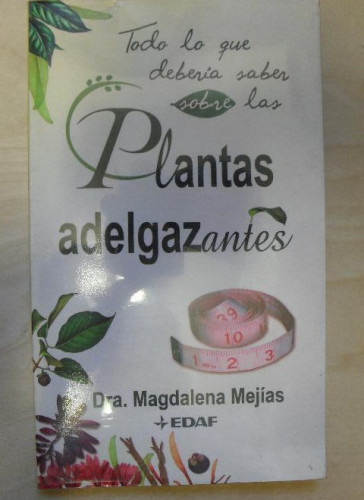 Todo lo que
debería saber
sobre las
Plantas
adelgazantes
39
10
1 2 3
Dra. Magdalena Mejías
EDAF